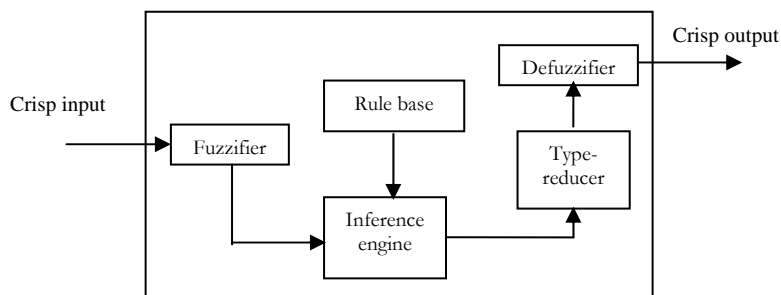 Crisp output
Defuzzifier
Crisp input
Rule base
Fuzzifier
Type-
reducer
Inference
engine